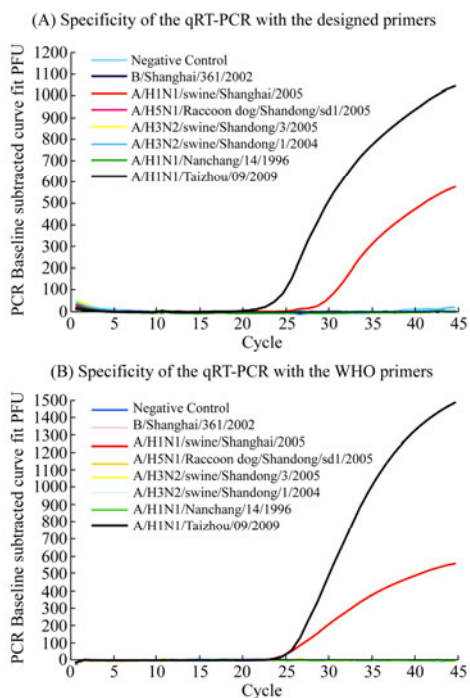 (A) Specificity of the qRT-PCR with the designed primers
PCR Baseline subtracted curve fit PFU
1200
1100
1000
900
800
700
600
500
400
300
200
100
0
Negative Control
B/Shanghai/361/2002
A/H1N1/swine/Shanghai/2005
A/H5N1/Raccoon dog/Shandong/sd1/2005
A/H3N2/swine/Shandong/3/2005
A/H3N2/swine/Shandong/1/2004
A/H1N1/Nanchang/14/1996
A/H1N1/Taizhou/09/2009
0 5 10 15 20 25 30 35 40 45
Cycle
(B) Specificity of the qRT-PCR with the WHO primers
PCR Baseline subtracted curve fit PFU
1500
1400
1300
1200
1100
1000
900
800
700
600
500
400
300
200
100
0
Negative Control
B/Shanghai/361/2002
A/H1N1/swine/Shanghai/2005
A/H5N1/Raccoon dog/Shandong/sd1/2005
A/H3N2/swine/Shandong/3/2005
A/H3N2/swine/Shandong/1/2004
A/H1N1/Nanchang/14/1996
A/H1N1/Taizhou/09/2009
0 5 10 15 20 25 30 35 40 45
Cycle